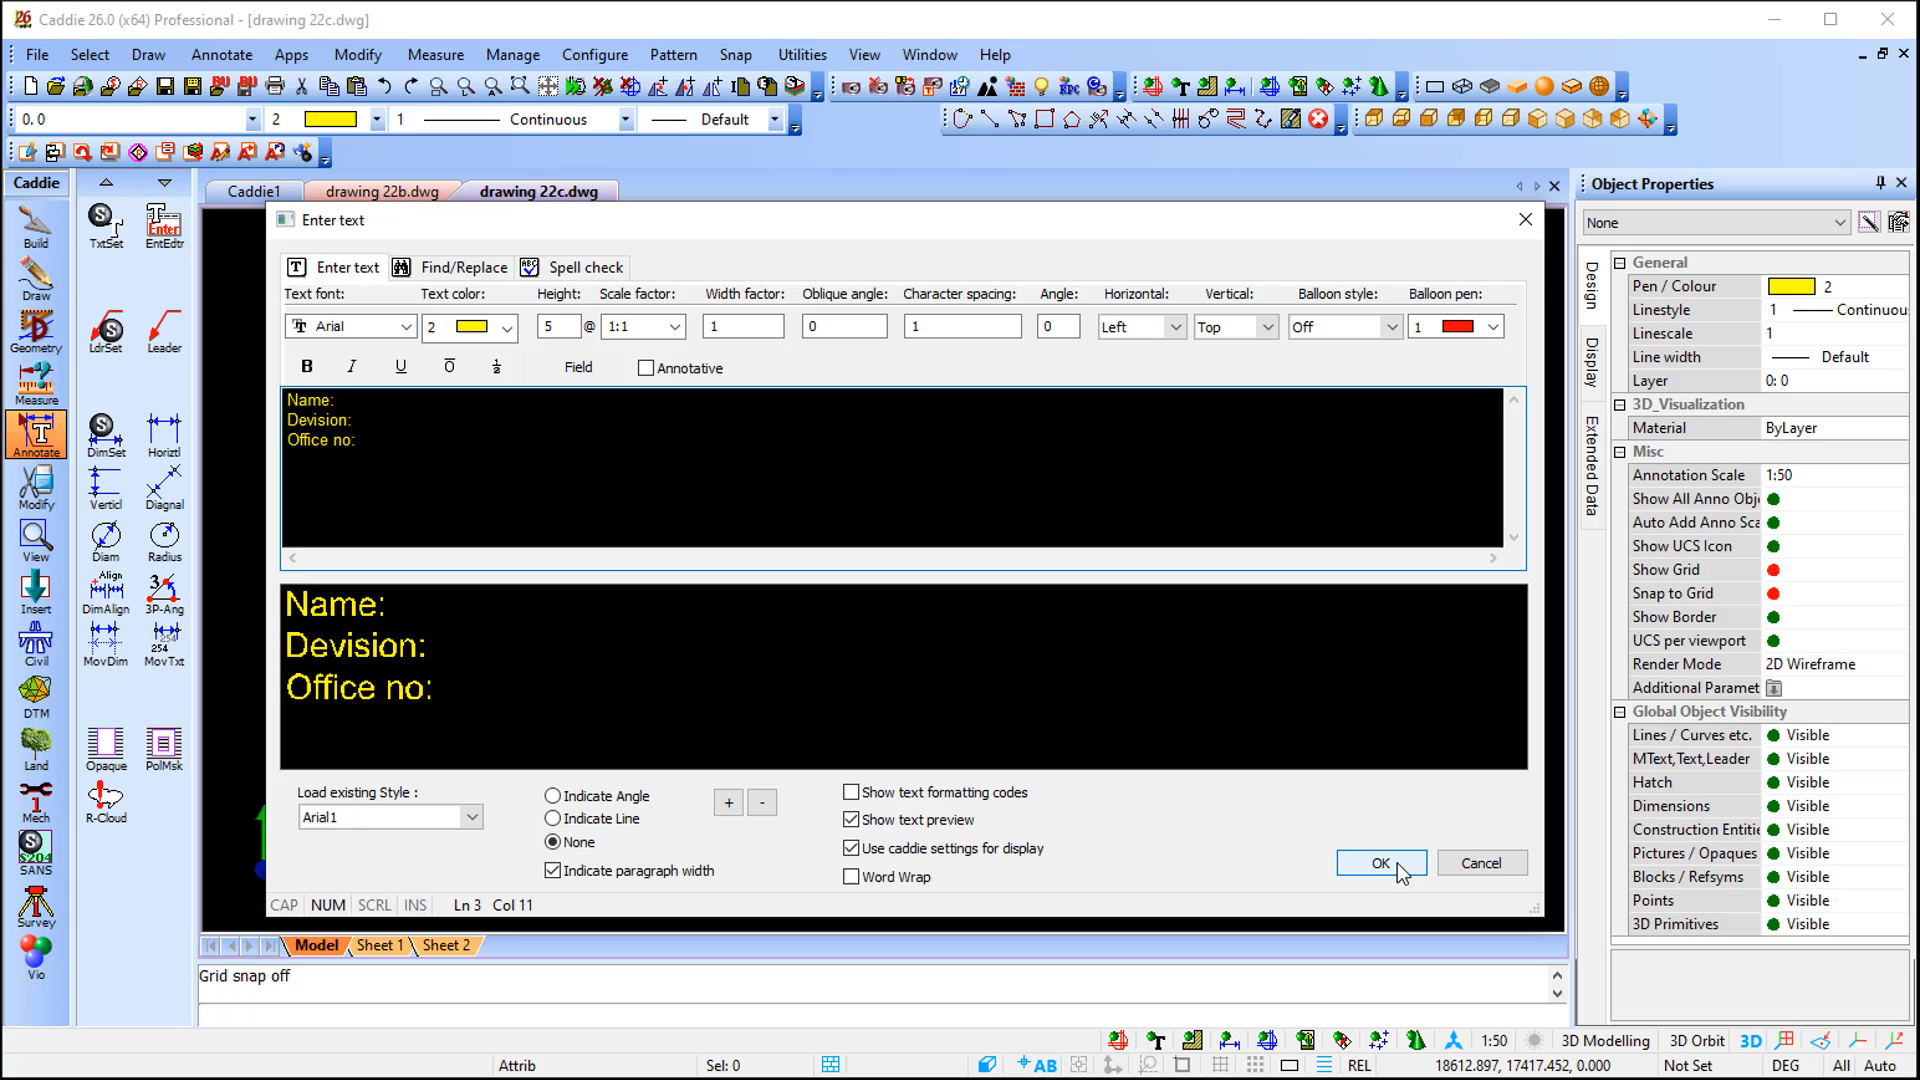 Caddie 26.0 (x64) Professional - [drawing 22c.dwg]
File Select Draw Annotate Apps Modify Measure Manage Configure Pattern Snap Utilities View Window Help
0. 0 2 1 Continuous Default
Caddie
Caddie1 drawing 22b.dwg drawing 22c.dwg
Build TxtSet EntEdtr
Draw
Geometry LdrSet Leader
Measure
Annotate DimSet Horiztl
Modify Verticl Diagnal
View Diam Radius
Insert DimAlign 3P-Ang
Civil MovDim MovTxt
DTM
Land Opaque PolMsk
Mech R-Cloud
SANS
Survey
Vio
Enter text
Enter text Find/Replace Spell check
Text font: Text color: Height: Scale factor: Width factor: Oblique angle: Character spacing: Angle: Horizontal: Vertical: Balloon style: Balloon pen:
Arial 2 5 @ 1:1 1 0 1 0 Left Top Off 1
B I U O Field Annotative
Name:
Devision:
Office no:
Name:
Devision:
Office no:
Load existing Style :
Arial1
Indicate Angle
Indicate Line
None
Indicate paragraph width
+ -
Show text formatting codes
Show text preview
Use caddie settings for display
Word Wrap
OK Cancel
CAP NUM SCRL INS Ln 3 Col 11
Model Sheet 1 Sheet 2
Grid snap off
Object Properties
None
Design
Display
Extended Data
General
Pen / Colour 2
Linestyle 1 Continuou
Linescale 1
Line width Default
Layer 0: 0
3D_Visualization
Material ByLayer
Misc
Annotation Scale 1:50
Show All Anno Obj
Auto Add Anno Sca
Show UCS Icon
Show Grid
Snap to Grid
Show Border
UCS per viewport
Render Mode 2D Wireframe
Additional Paramet
Global Object Visibility
Lines / Curves etc. Visible
MText,Text,Leader Visible
Hatch Visible
Dimensions Visible
Construction Entitie Visible
Pictures / Opaques Visible
Blocks / Refsyms Visible
Points Visible
3D Primitives Visible
1:50 3D Modelling 3D Orbit 3D
Attrib Sel: 0 AB REL 18612.897, 17417.452, 0.000 Not Set DEG All Auto